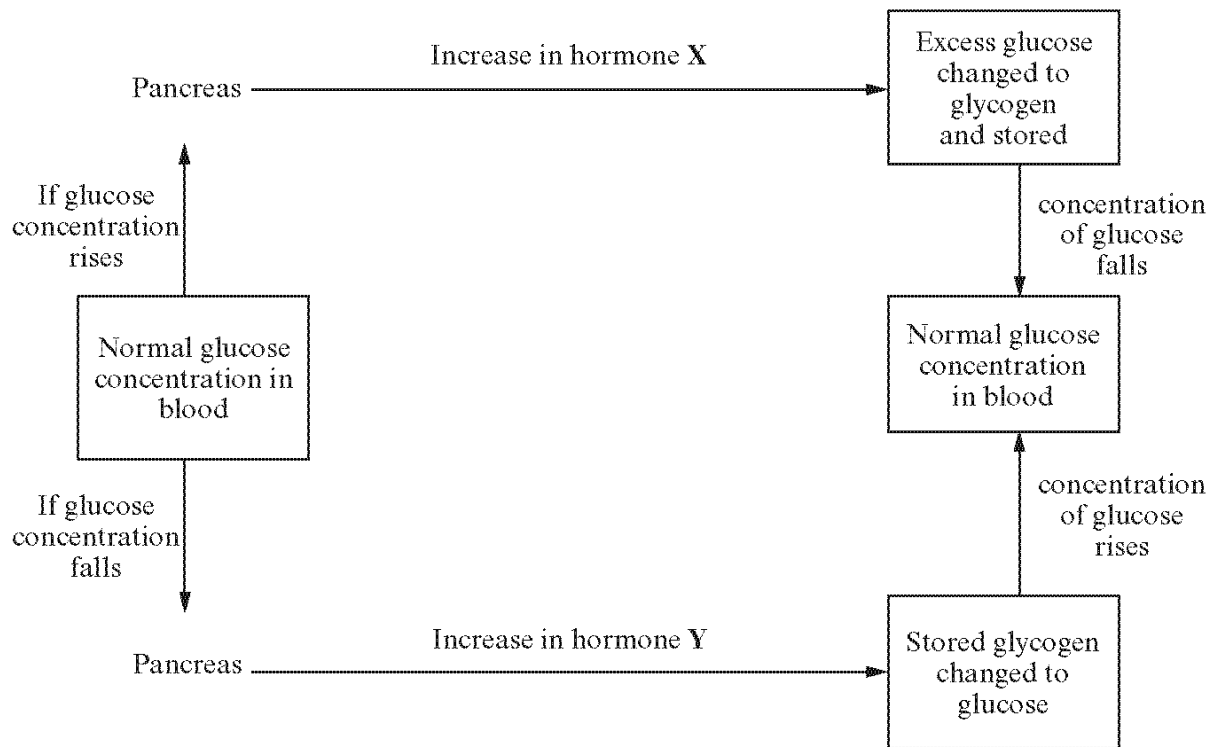 Pancreas
Increase in hormone X
Excess glucose
changed to
glycogen
and stored
If glucose
concentration
rises
concentration
of glucose
falls
Normal glucose
concentration in
blood
Normal glucose
concentration
in blood
If glucose
concentration
falls
concentration
of glucose
rises
Pancreas
Increase in hormone Y
Stored glycogen
changed to
glucose